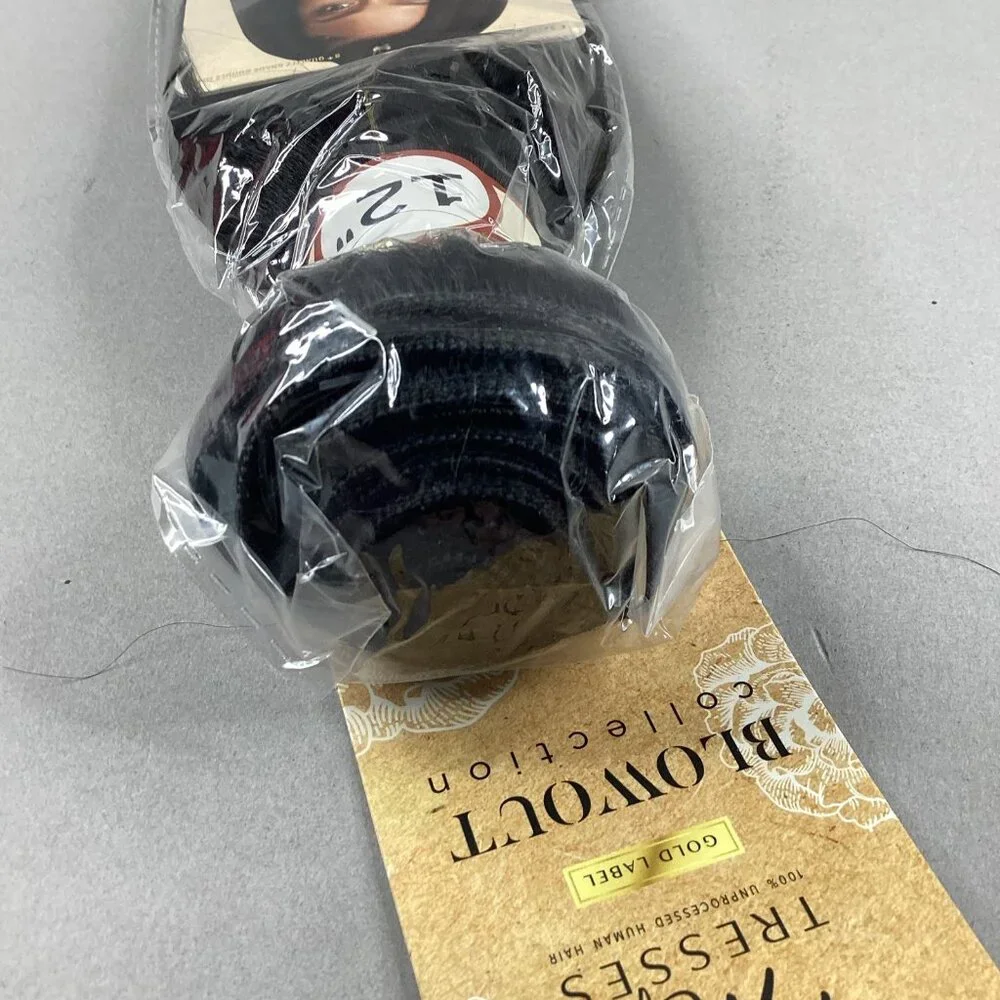 TRESSES
100% UNPROCESSED HUMAN HAIR
GOLD LABEL
BLOWOUT
collection
12"